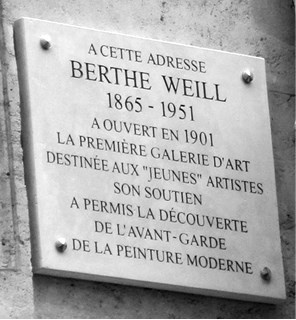 A CETTE ADRESSE
BERTHE WEILL
1865 - 1951
A OUVERT EN 1901
LA PREMIÈRE GALERIE D'ART
DESTINÉE AUX "JEUNES" ARTISTES
SON SOUTIEN
A PERMIS LA DÉCOUVERTE
DE L'AVANT-GARDE
DE LA PEINTURE MODERNE